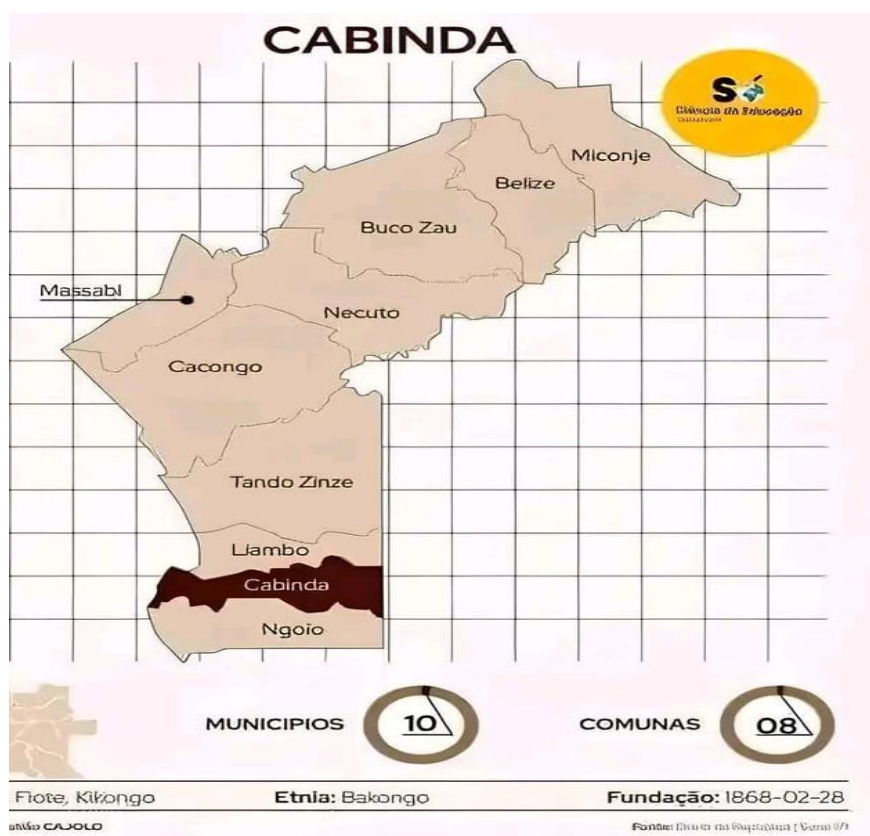 CABINDA
Miconje
Belize
Buco Zau
Massabi
Necuto
Cacongo
Tando Zinze
Liambo
Cabinda
Ngoio
MUNICIPIOS 10
COMUNAS 08
Fiote, Kikongo
Etnia: Bakongo
Fundação: 1868-02-28
CAJOLO